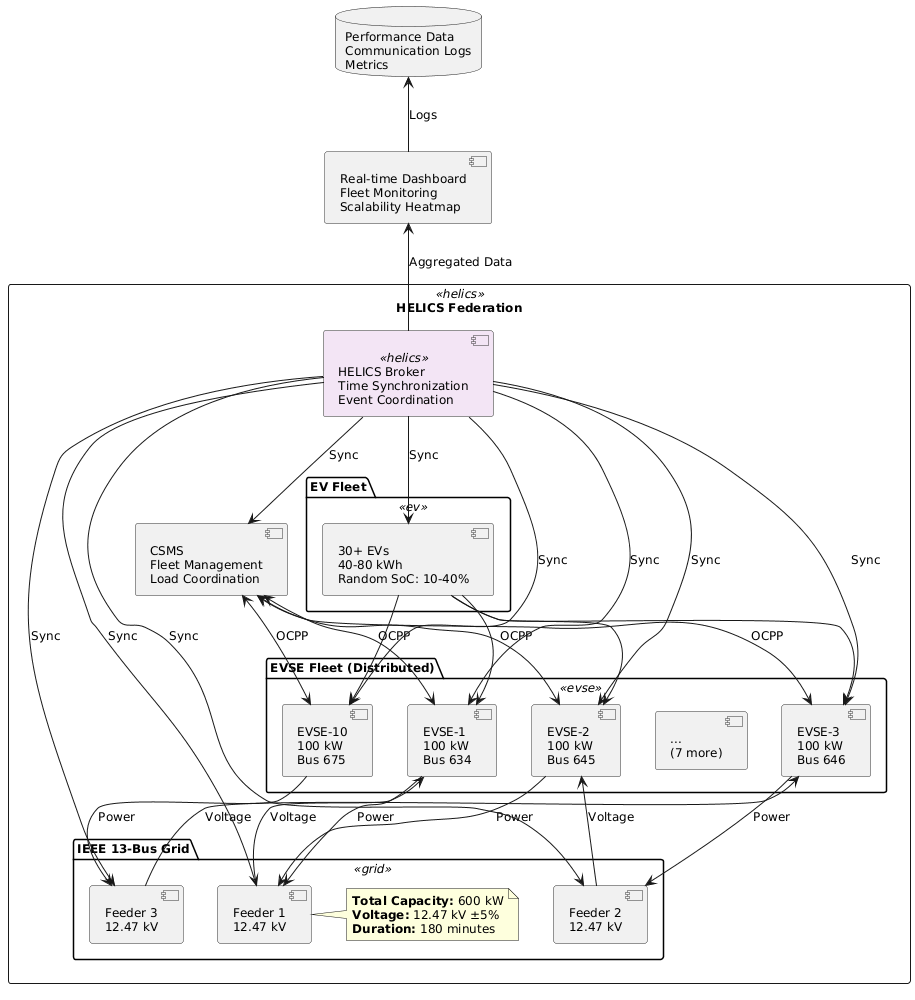 Performance Data
Communication Logs
Metrics
Logs
Real-time Dashboard
Fleet Monitoring
Scalability Heatmap
Aggregated Data
«helics»
HELICS Federation
«helics»
HELICS Broker
Time Synchronization
Event Coordination
Sync
Sync
EV Fleet
«ev»
CSMS
Fleet Management
Load Coordination
30+ EVs
40-80 kWh
Random SoC: 10-40%
Sync
Sync
Sync
Sync
Sync
Sync
Sync
OCPP
OCPP
OCPP
OCPP
EVSE Fleet (Distributed)
«evse»
EVSE-10
100 kW
Bus 675
EVSE-1
100 kW
Bus 634
EVSE-2
100 kW
Bus 645
...
(7 more)
EVSE-3
100 kW
Bus 646
Power
Voltage
Voltage
Power
Power
Voltage
Power
IEEE 13-Bus Grid
«grid»
Feeder 3
12.47 kV
Feeder 1
12.47 kV
Total Capacity: 600 kW
Voltage: 12.47 kV ±5%
Duration: 180 minutes
Feeder 2
12.47 kV